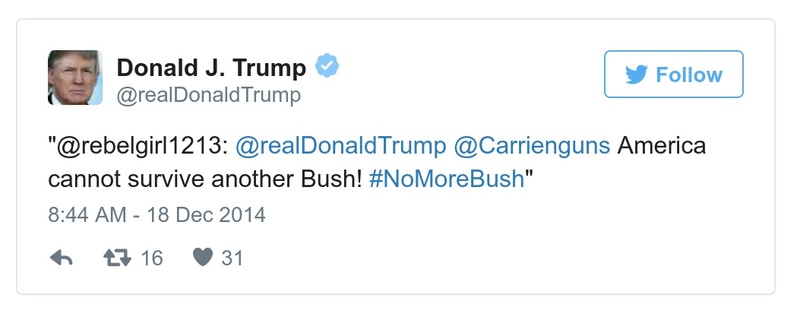 Donald J. Trump
@realDonaldTrump
Follow
"@rebelgirl1213: @realDonaldTrump @Carrienguns America
cannot survive another Bush! #NoMoreBush"
8:44 AM - 18 Dec 2014
16 31